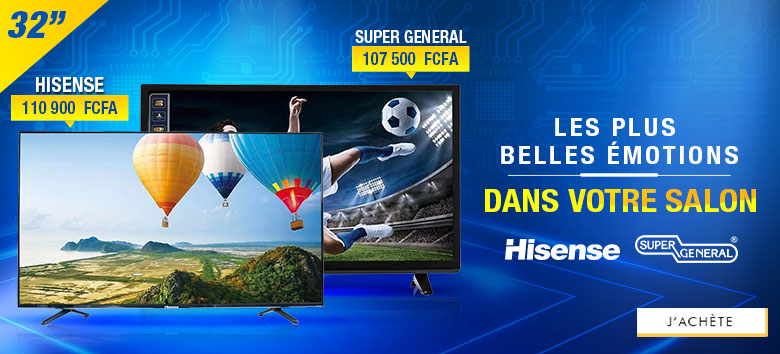 32”
SUPER GENERAL
107 500 FCFA
HISENSE
110 900 FCFA
LES PLUS
BELLES ÉMOTIONS
DANS VOTRE SALON
Hisense
SUPER
GENERAL®
J'ACHÈTE